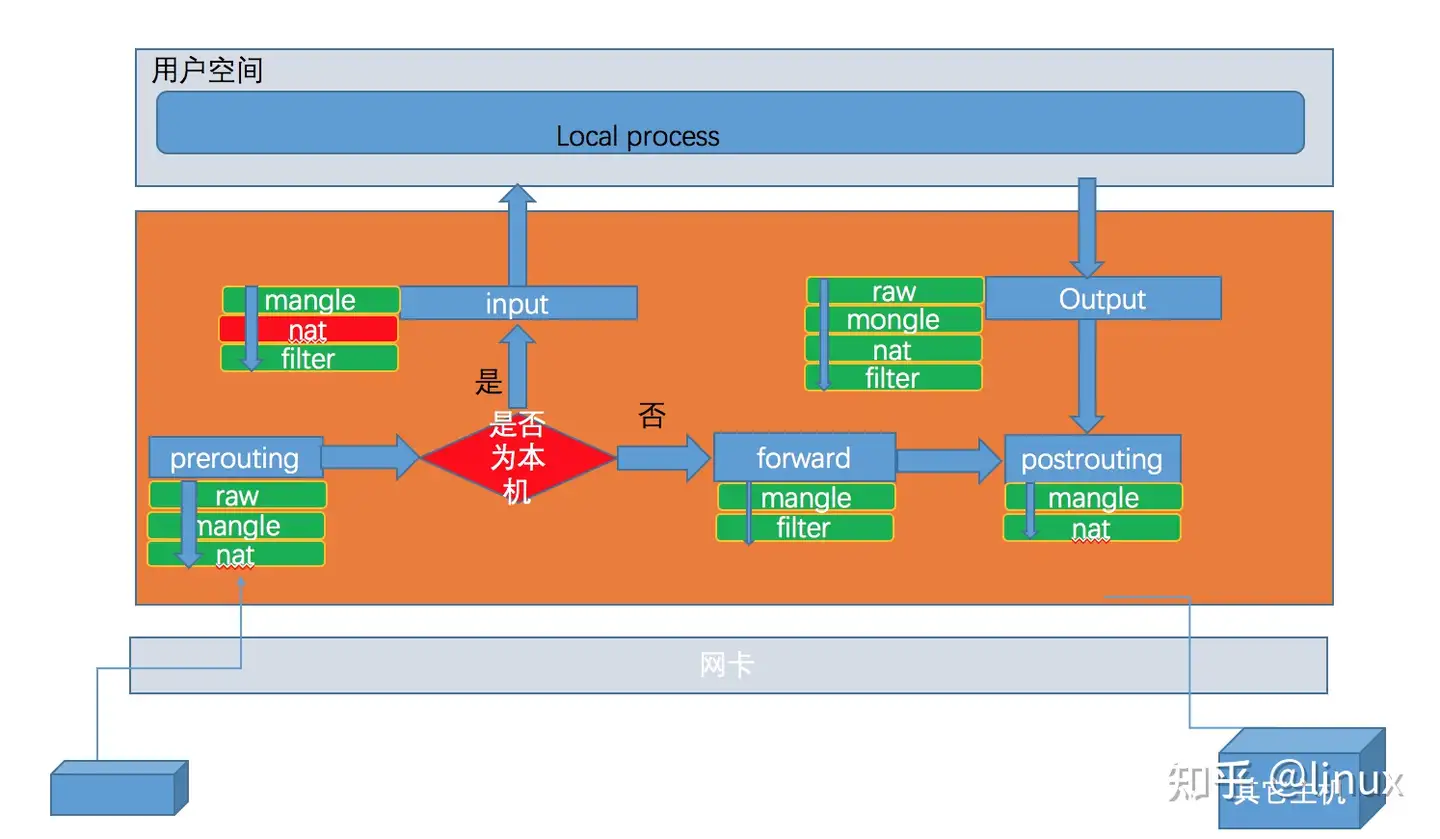 用户空间
Local process
mangle
nat
filter
input
raw
mongle
nat
filter
Output
是
否
是否
为本
机
prerouting
raw
mangle
nat
forward
mangle
filter
postrouting
mangle
nat
网卡
其它主机
知乎 @linux